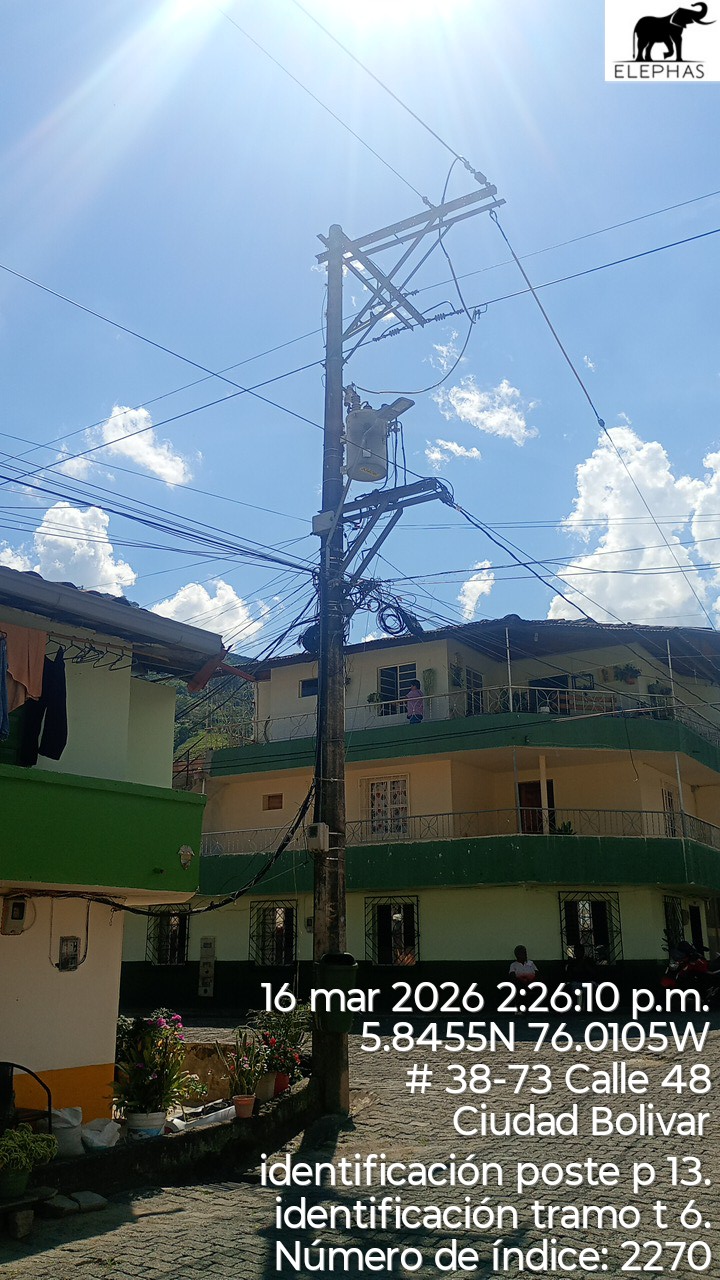 ELEPHAS
16 mar 2026 2:26:10 p.m.
5.8455N 76.0105W
# 38-73 Calle 48
Ciudad Bolivar
identificación poste p 13.
identificación tramo t 6.
Número de índice: 2270